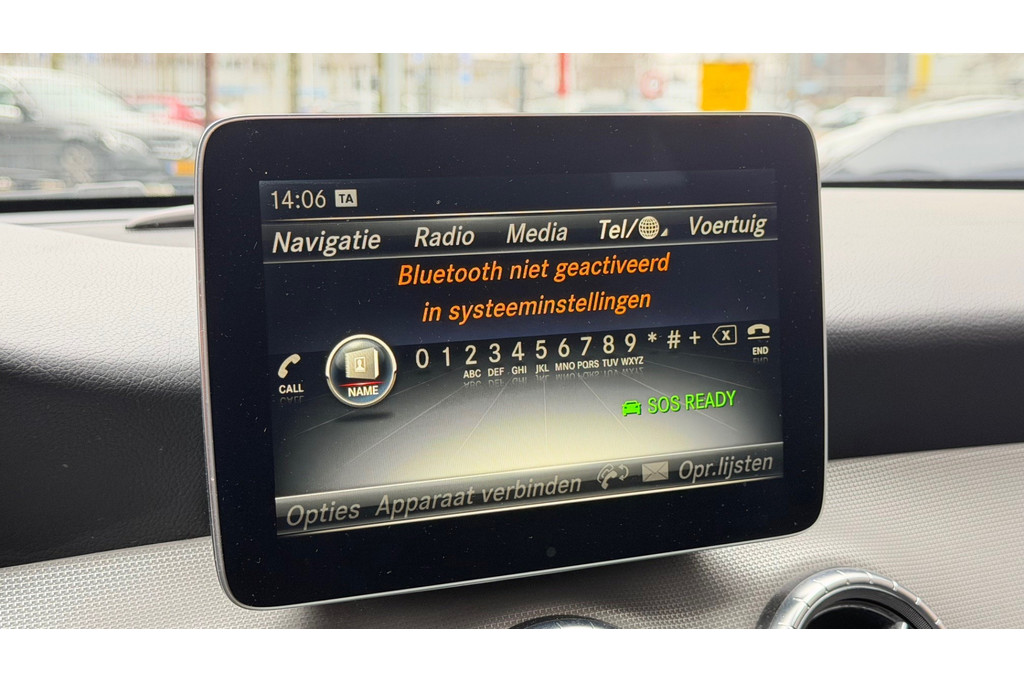 14:06 TA
Navigatie Radio Media Tel/ Voertuig
Bluetooth niet geactiveerd
in systeeminstellingen
CALL NAME 0 1 2 3 4 5 6 7 8 9 * # + X END
ABC DEF GHI JKL MNO PQRS TUV WXYZ
SOS READY
Opties Apparaat verbinden Opr.lijsten